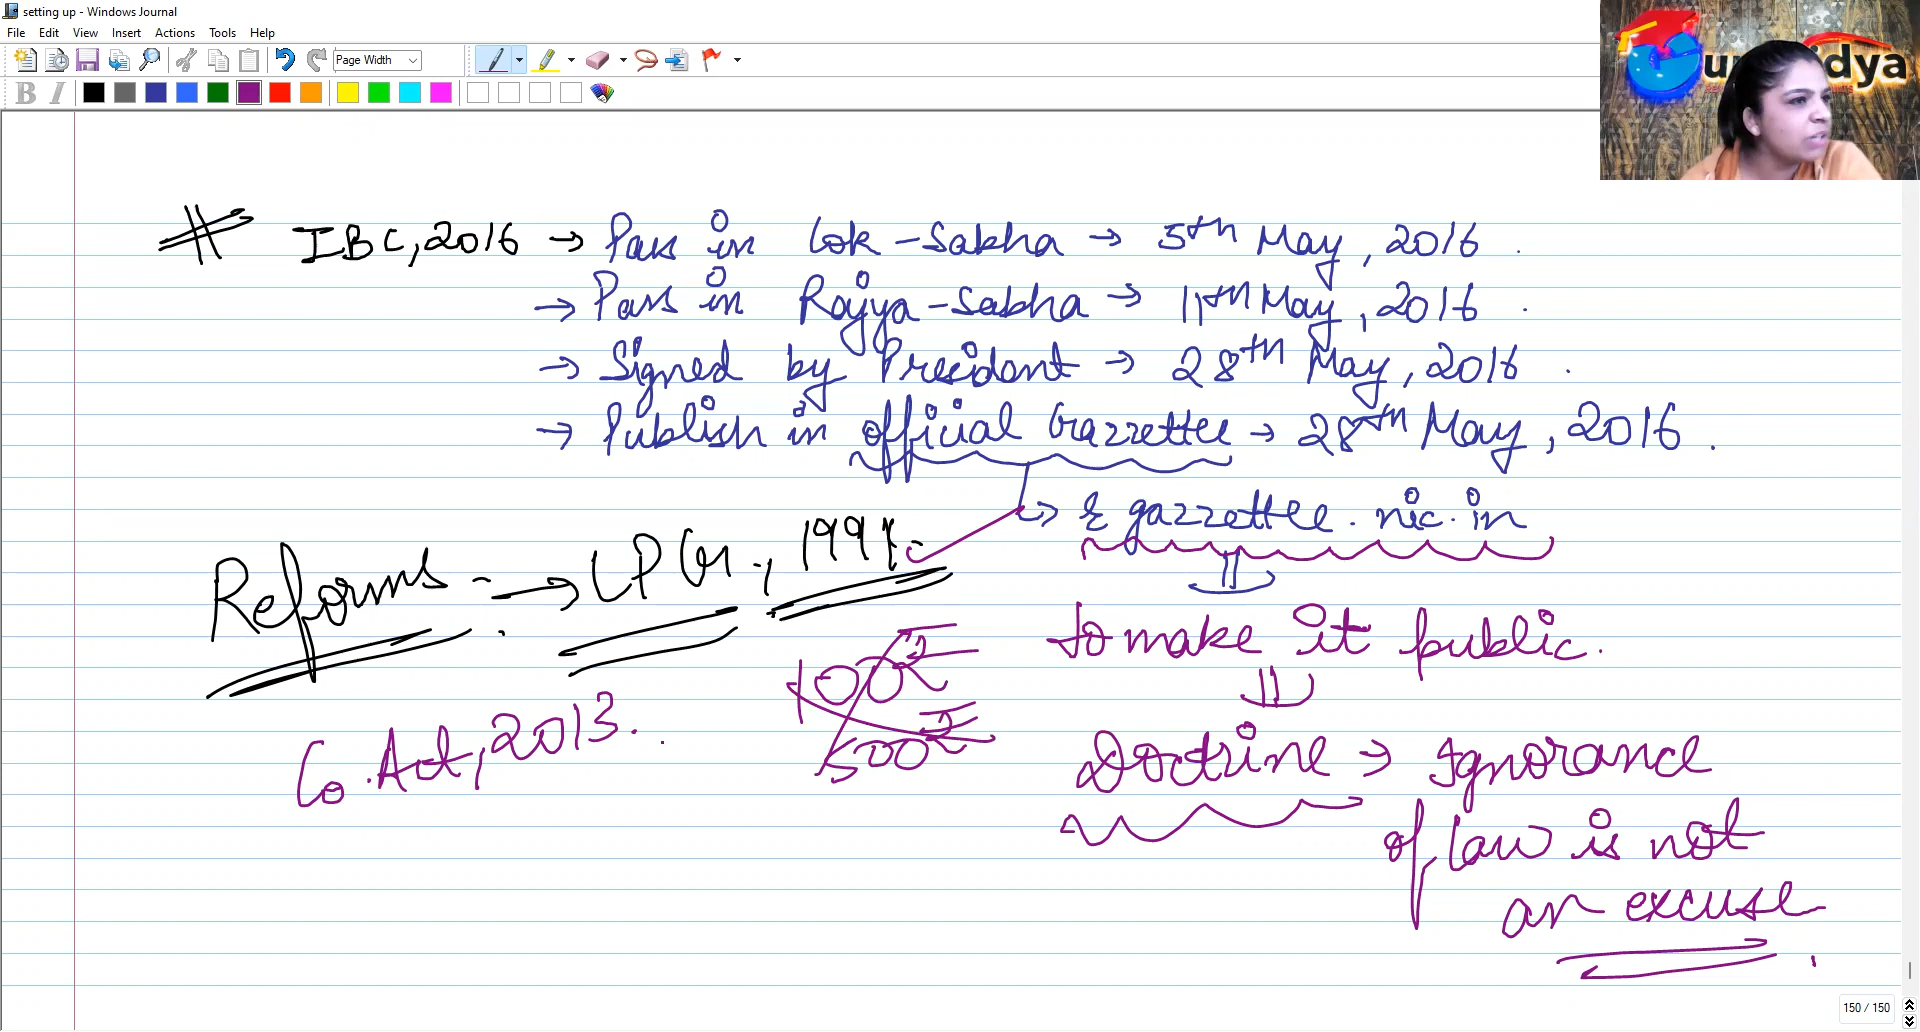 setting up - Windows Journal
File Edit View Insert Actions Tools Help
Page Width
B I
IBC, 2016 → Pass in Lok-Sabha → 5th May, 2016.
→ Pass in Rajya-Sabha → 11th May, 2016.
→ Signed by President → 28th May, 2016.
→ Publish in official Gazzettee → 28th May, 2016.
→ egazzettee.nic.in
Reforms → LPG, 1991
to make it public.
100
500
Co. Act, 2013.
Doctrine → Ignorance
of law is not
an excuse.
150 / 150